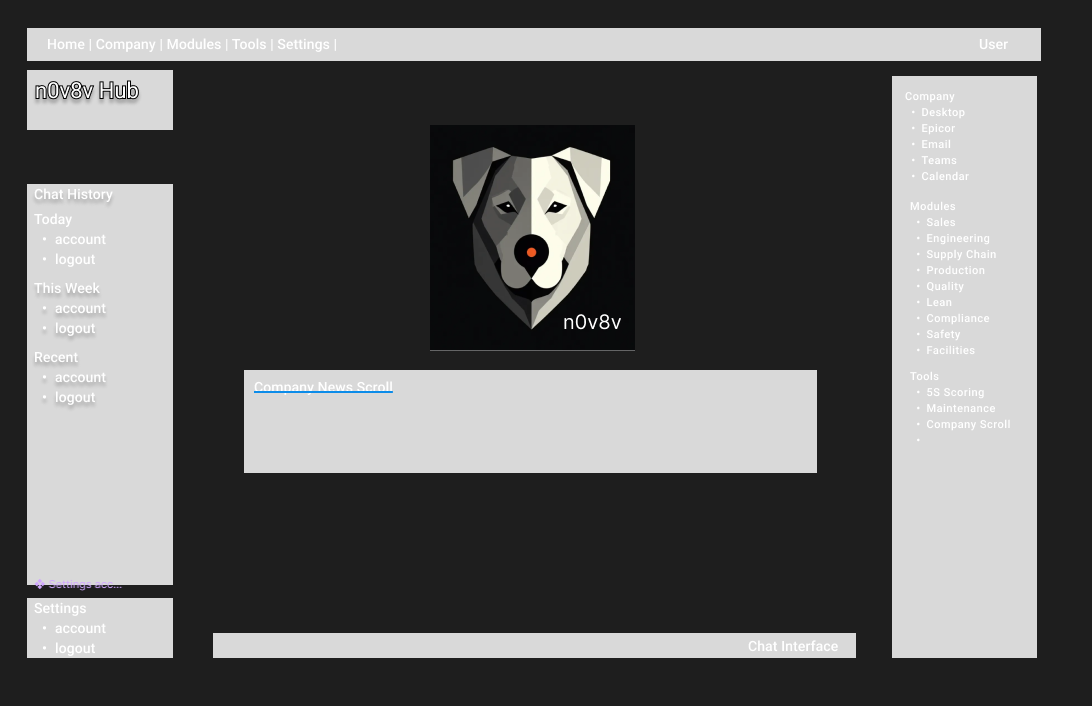 Home | Company | Modules | Tools | Settings |
User
n0v8v Hub
Chat History
Today
• account
• logout
This Week
• account
• logout
Recent
• account
• logout
Settings acc...
Settings
• account
• logout
n0v8v
Company News Scroll
Chat Interface
Company
• Desktop
• Epicor
• Email
• Teams
• Calendar
Modules
• Sales
• Engineering
• Supply Chain
• Production
• Quality
• Lean
• Compliance
• Safety
• Facilities
Tools
• 5S Scoring
• Maintenance
• Company Scroll
•